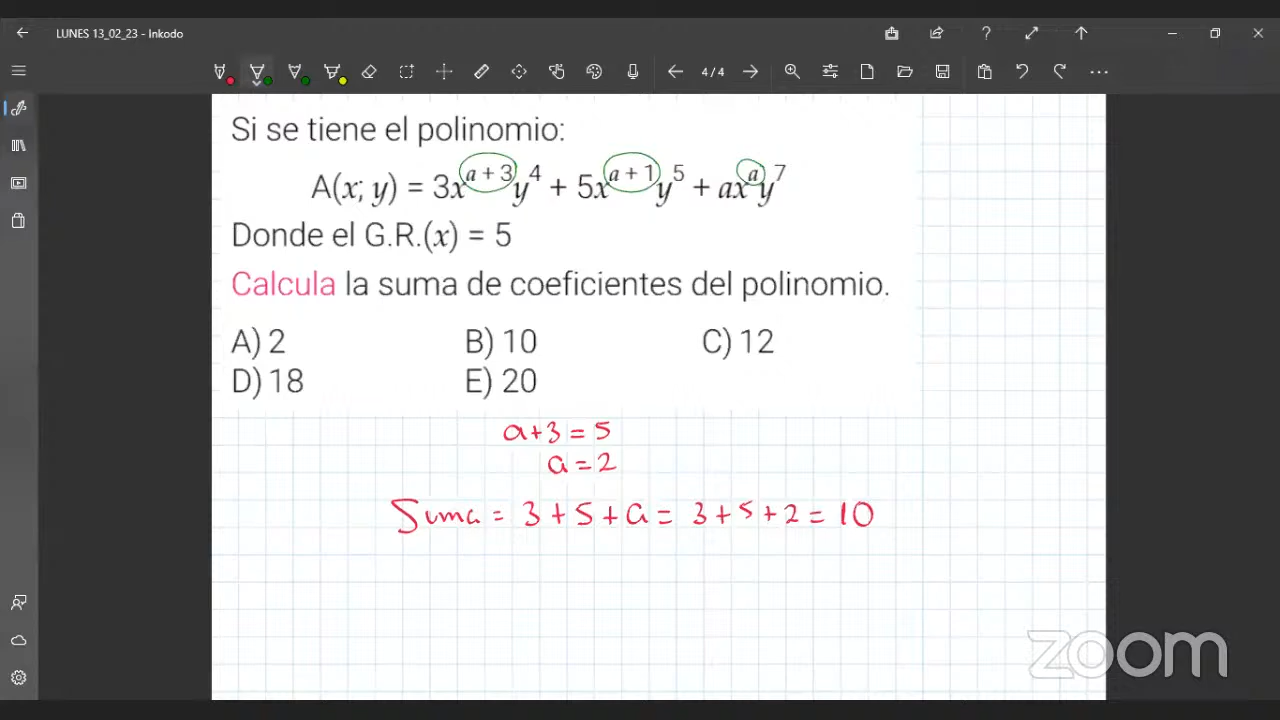 LUNES 13_02_23 - Inkodo
4/4
Si se tiene el polinomio:
A(x; y) = 3x^{a + 3}y^4 + 5x^{a + 1}y^5 + ax^a y^7
Donde el G.R.(x) = 5
Calcula la suma de coeficientes del polinomio.
A) 2 B) 10 C) 12
D) 18 E) 20
a+3 = 5
a = 2
Suma = 3 + 5 + a = 3 + 5 + 2 = 10
zoom